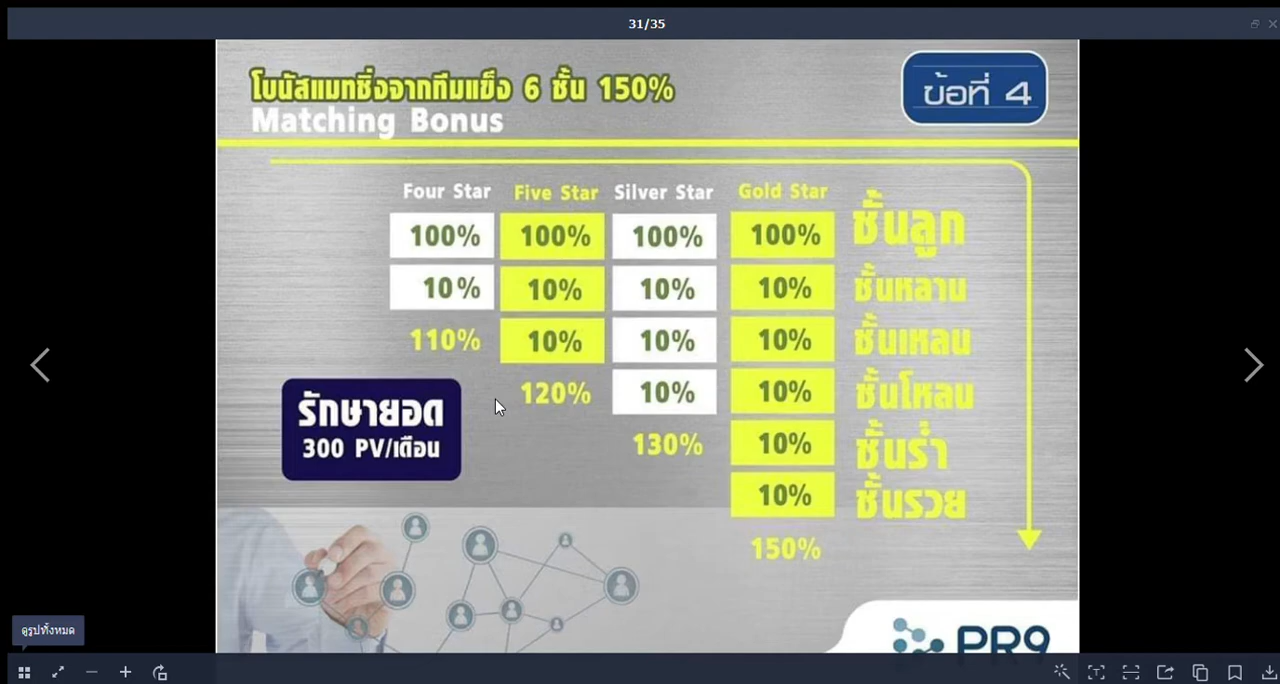 31/35
โบนัสแมทชิ่งจากทีมแข็ง 6 ชั้น 150%
Matching Bonus
ข้อที่ 4
Four Star Five Star Silver Star Gold Star
100% 100% 100% 100% ชั้นลูก
10% 10% 10% 10% ชั้นหลาน
110% 10% 10% 10% ชั้นเหลน
120% 10% 10% ชั้นโหลน
130% 10% ชั้นร่ำ
10% ชั้นรวย
150%
รักษายอด
300 PV/เดือน
PR9
ดูรูปทั้งหมด